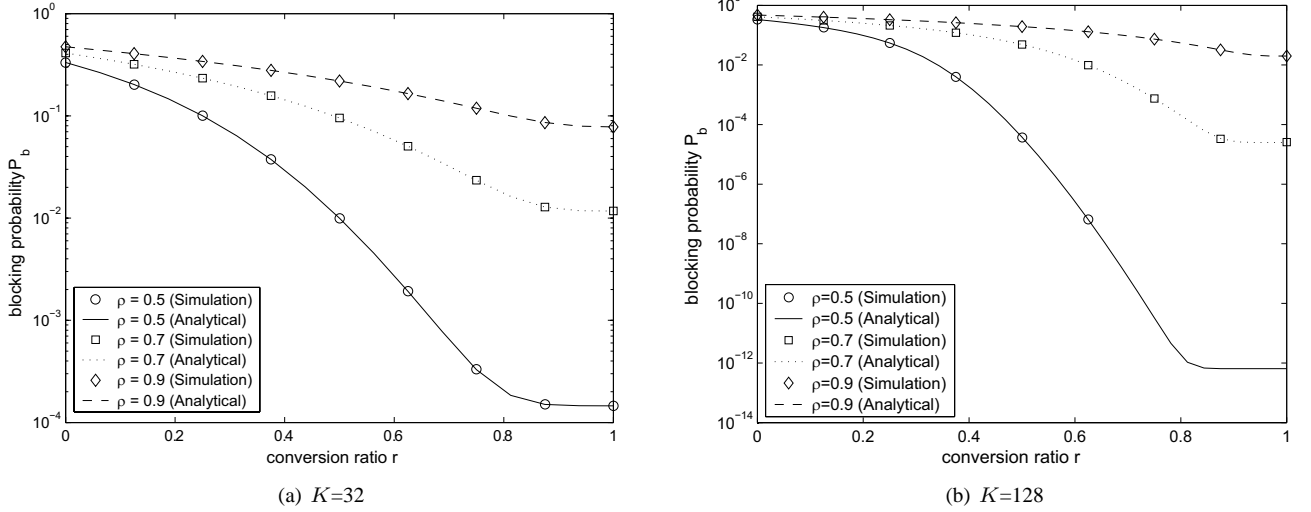 10^0
10^-1
10^-2
10^-3
10^-4
blocking probability P_b
0
0.2
0.4
0.6
0.8
1
conversion ratio r
ρ = 0.5 (Simulation)
ρ = 0.5 (Analytical)
ρ = 0.7 (Simulation)
ρ = 0.7 (Analytical)
ρ = 0.9 (Simulation)
ρ = 0.9 (Analytical)
(a) K=32
10^0
10^-2
10^-4
10^-6
10^-8
10^-10
10^-12
10^-14
blocking probability P_b
0
0.2
0.4
0.6
0.8
1
conversion ratio r
ρ=0.5 (Simulation)
ρ=0.5 (Analytical)
ρ=0.7 (Simulation)
ρ=0.7 (Analytical)
ρ=0.9 (Simulation)
ρ=0.9 (Analytical)
(b) K=128